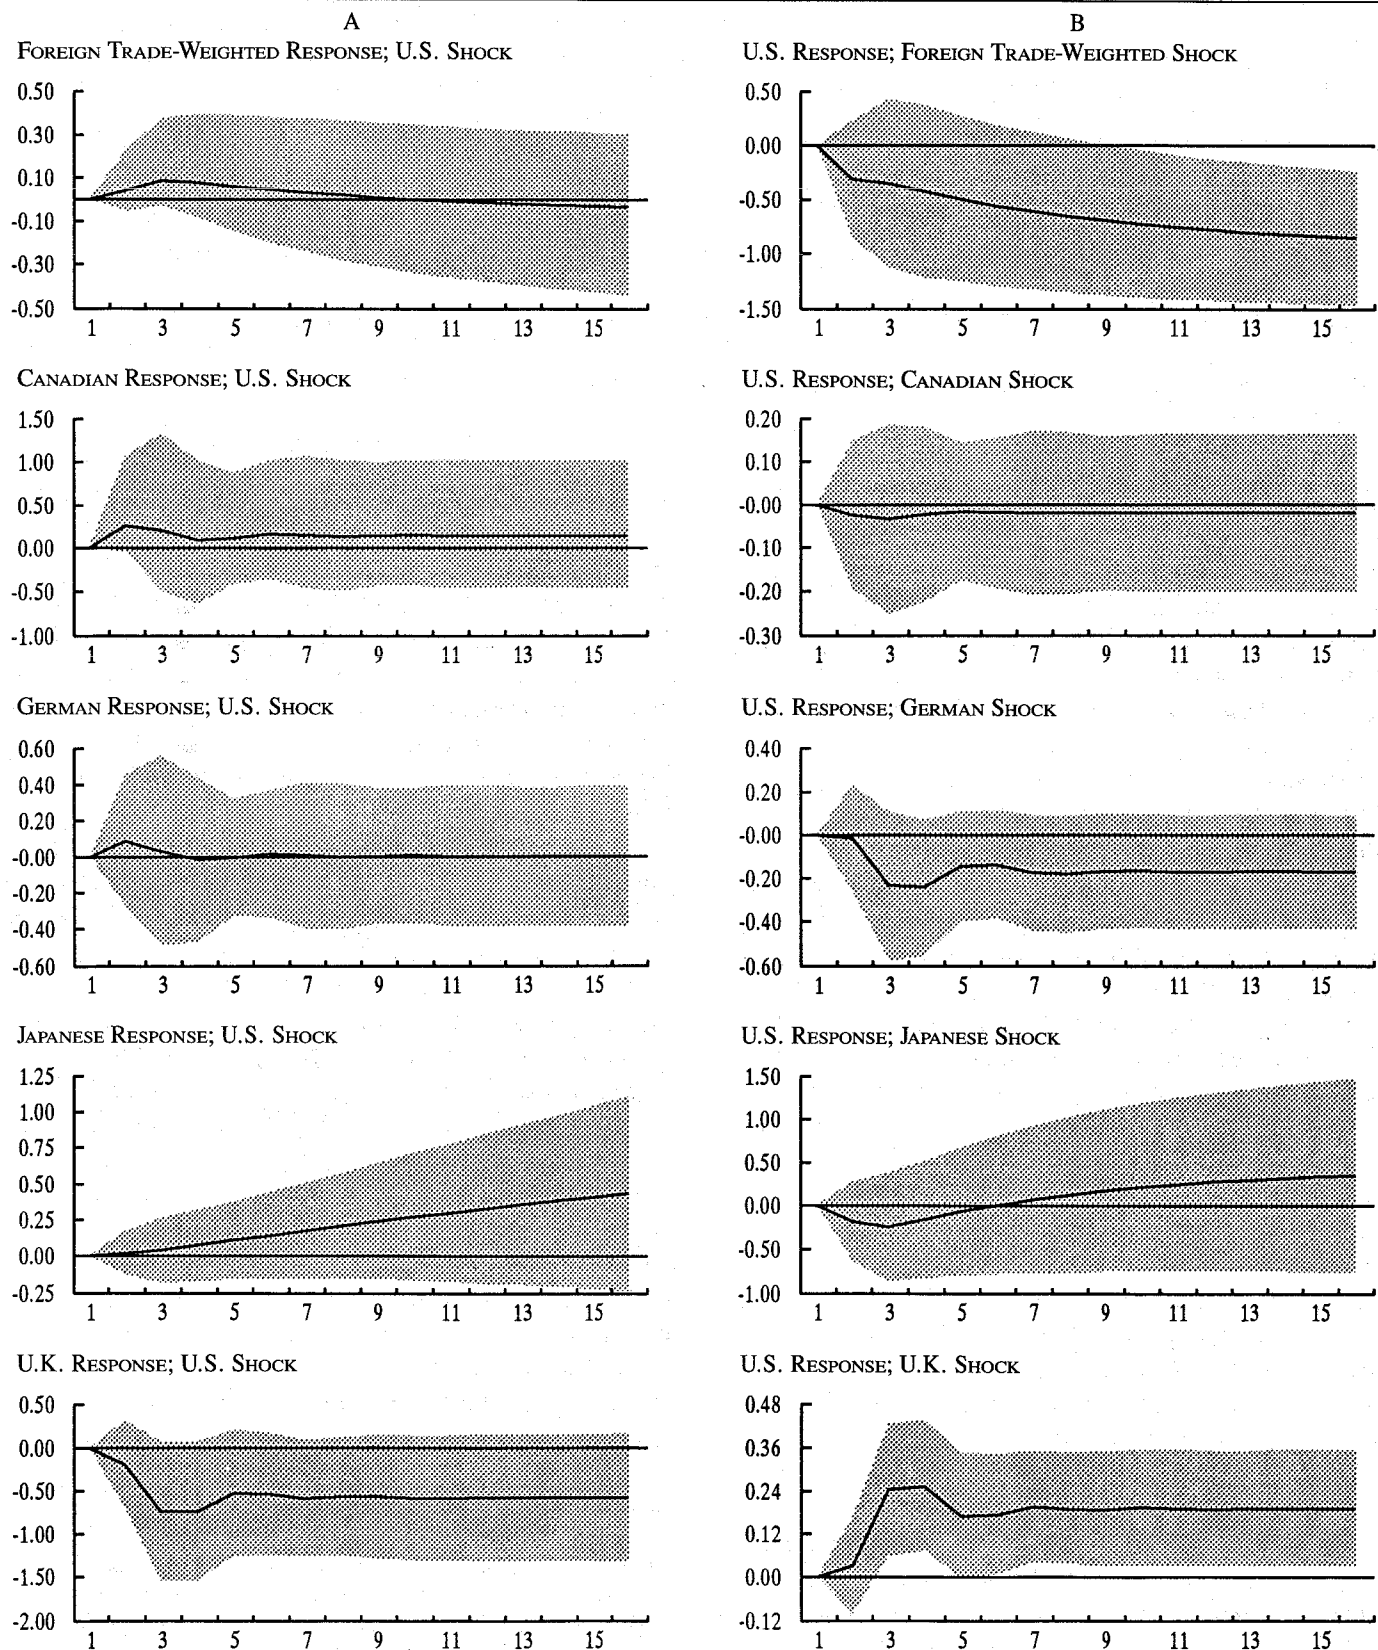 A
FOREIGN TRADE-WEIGHTED RESPONSE; U.S. SHOCK
0.50
0.30
0.10
-0.10
-0.30
-0.50
1 3 5 7 9 11 13 15
CANADIAN RESPONSE; U.S. SHOCK
1.50
1.00
0.50
0.00
-0.50
-1.00
1 3 5 7 9 11 13 15
GERMAN RESPONSE; U.S. SHOCK
0.60
0.40
0.20
-0.00
-0.20
-0.40
-0.60
1 3 5 7 9 11 13 15
JAPANESE RESPONSE; U.S. SHOCK
1.25
1.00
0.75
0.50
0.25
0.00
-0.25
1 3 5 7 9 11 13 15
U.K. RESPONSE; U.S. SHOCK
0.50
0.00
-0.50
-1.00
-1.50
-2.00
1 3 5 7 9 11 13 15
B
U.S. RESPONSE; FOREIGN TRADE-WEIGHTED SHOCK
0.50
0.00
-0.50
-1.00
-1.50
1 3 5 7 9 11 13 15
U.S. RESPONSE; CANADIAN SHOCK
0.20
0.10
-0.00
-0.10
-0.20
-0.30
1 3 5 7 9 11 13 15
U.S. RESPONSE; GERMAN SHOCK
0.40
0.20
-0.00
-0.20
-0.40
-0.60
1 3 5 7 9 11 13 15
U.S. RESPONSE; JAPANESE SHOCK
1.50
1.00
0.50
0.00
-0.50
-1.00
1 3 5 7 9 11 13 15
U.S. RESPONSE; U.K. SHOCK
0.48
0.36
0.24
0.12
0.00
-0.12
1 3 5 7 9 11 13 15